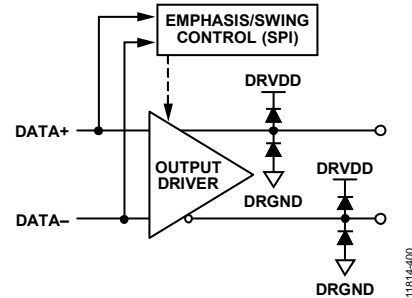 EMPHASIS/SWING
CONTROL (SPI)
DRVDD
DATA+
DRVDD
OUTPUT
DRIVER
DRGND
DATA–
DRGND
11814-400